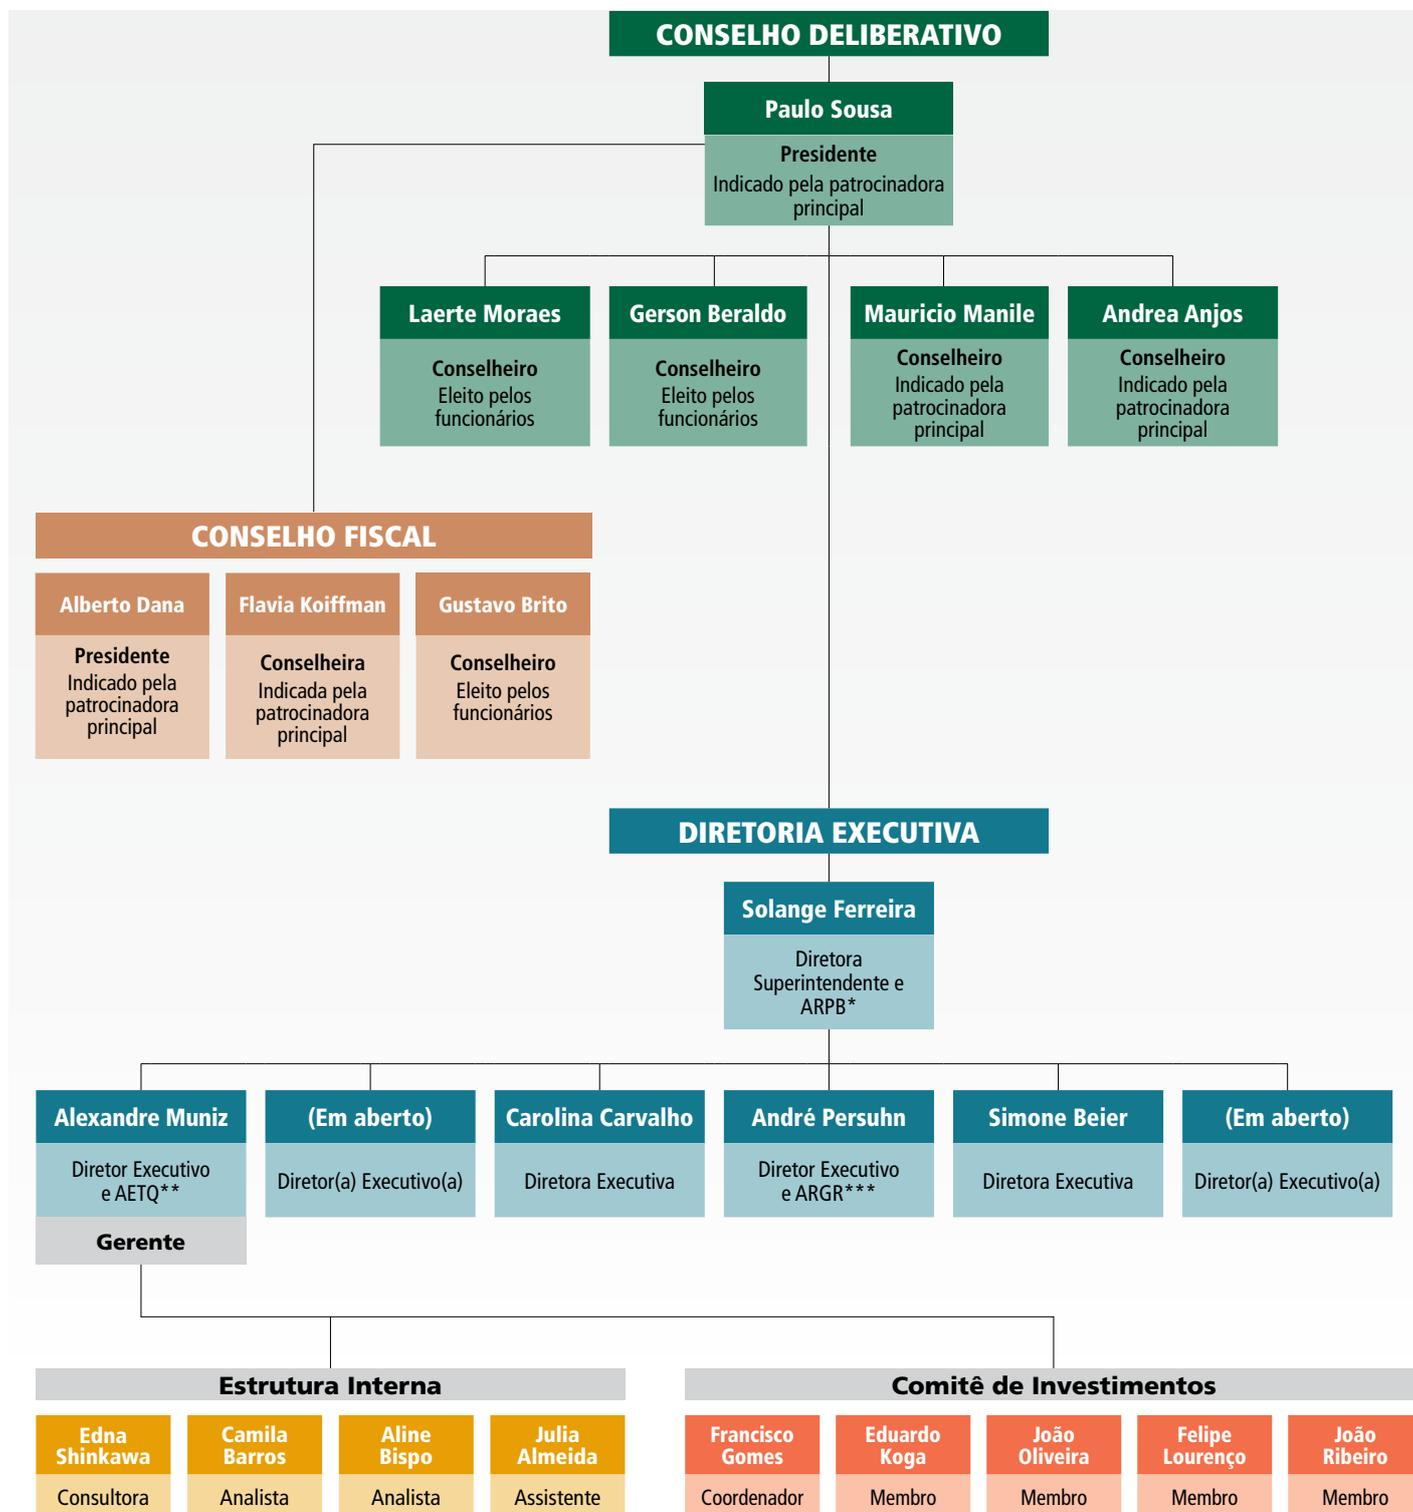 CONSELHO DELIBERATIVO
Paulo Sousa
Presidente
Indicado pela patrocinadora
principal
Laerte Moraes
Conselheiro
Eleito pelos
funcionários
Gerson Beraldo
Conselheiro
Eleito pelos
funcionários
Mauricio Manile
Conselheiro
Indicado pela
patrocinadora
principal
Andrea Anjos
Conselheiro
Indicado pela
patrocinadora
principal
CONSELHO FISCAL
Alberto Dana
Presidente
Indicado pela
patrocinadora
principal
Flavia Koiffman
Conselheira
Indicada pela
patrocinadora
principal
Gustavo Brito
Conselheiro
Eleito pelos
funcionários
DIRETORIA EXECUTIVA
Solange Ferreira
Diretora
Superintendente e
ARPB*
Alexandre Muniz
Diretor Executivo
e AETQ**
Gerente
(Em aberto)
Diretor(a) Executivo(a)
Carolina Carvalho
Diretora Executiva
André Persuhn
Diretor Executivo
e ARGR***
Simone Beier
Diretora Executiva
(Em aberto)
Diretor(a) Executivo(a)
Estrutura Interna
Edna
Shinkawa
Consultora
Camila
Barros
Analista
Aline
Bispo
Analista
Julia
Almeida
Assistente
Comitê de Investimentos
Francisco
Gomes
Coordenador
Eduardo
Koga
Membro
João
Oliveira
Membro
Felipe
Lourenço
Membro
João
Ribeiro
Membro